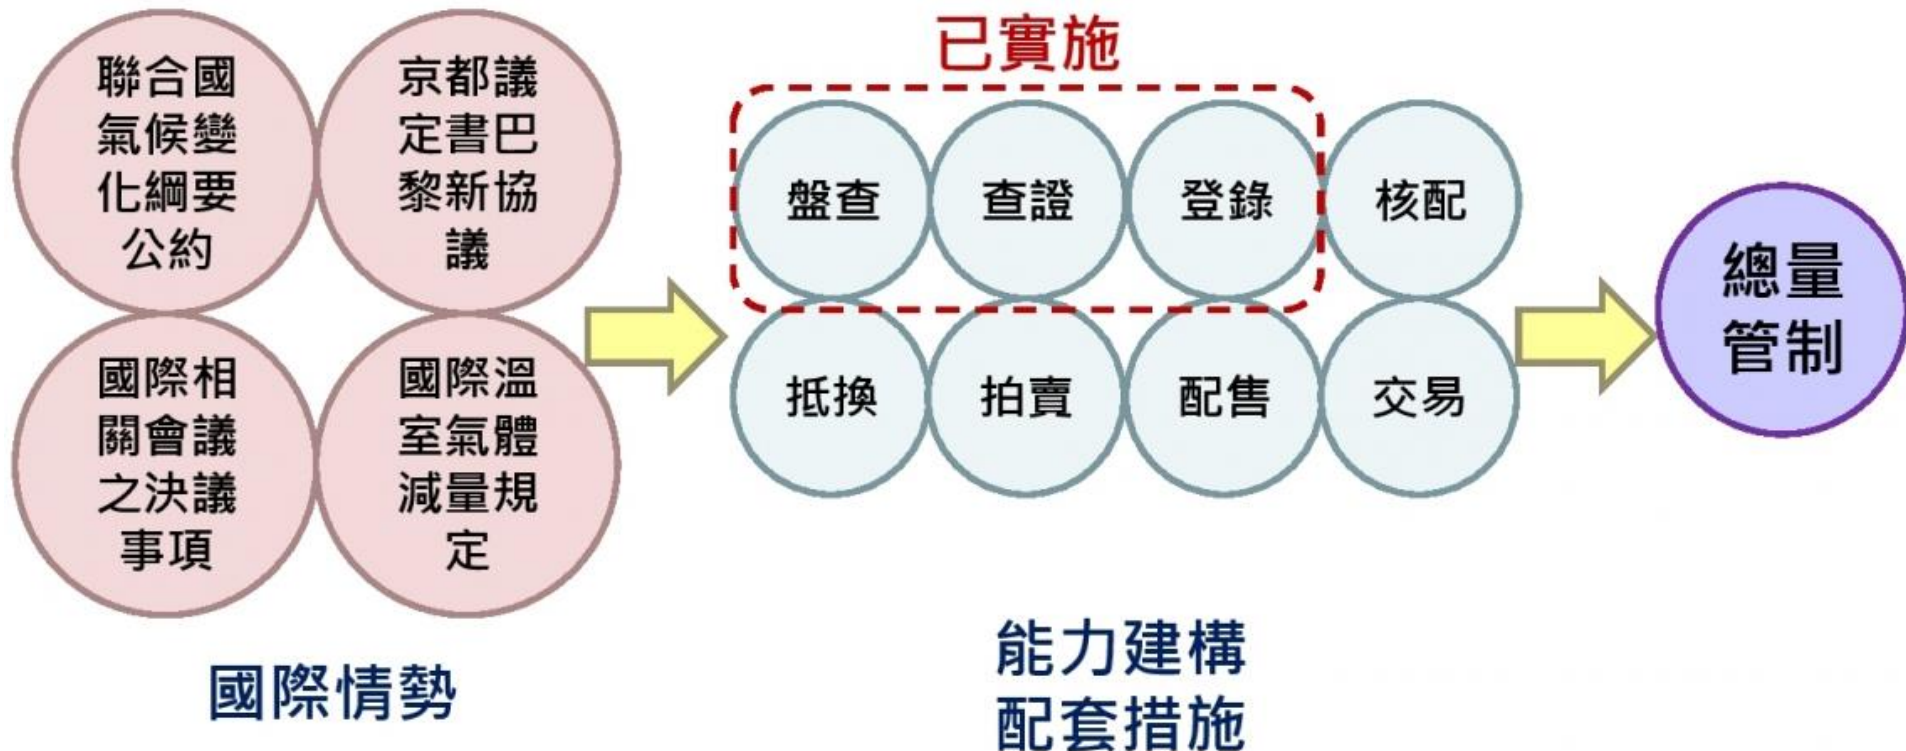 聯合國
氣候變
化綱要
公約
京都議
定書巴
黎新協
議
國際相
關會議
之決議
事項
國際溫
室氣體
減量規
定
國際情勢
已實施
盤查
查證
登錄
核配
抵換
拍賣
配售
交易
能力建構
配套措施
總量
管制